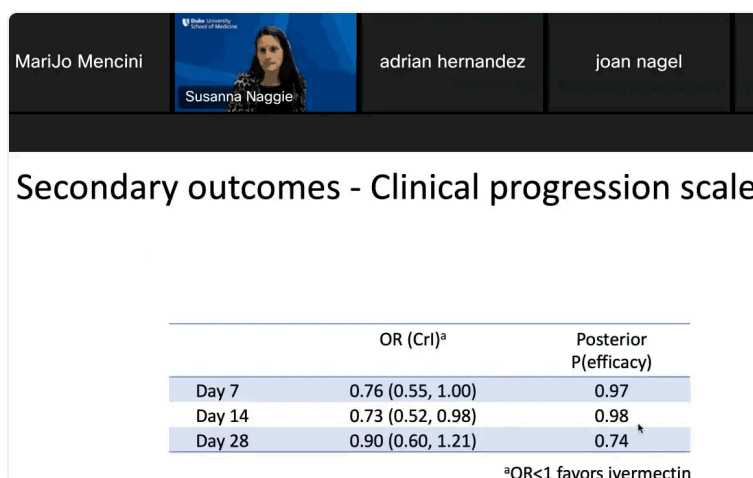 MariJo Mencini
Duke University
School of Medicine
Susanna Naggie
adrian hernandez
joan nagel
Secondary outcomes - Clinical progression scale
OR (CrI)ᵃ
Posterior
P(efficacy)
Day 7 0.76 (0.55, 1.00) 0.97
Day 14 0.73 (0.52, 0.98) 0.98
Day 28 0.90 (0.60, 1.21) 0.74
ᵃOR<1 favors ivermectin